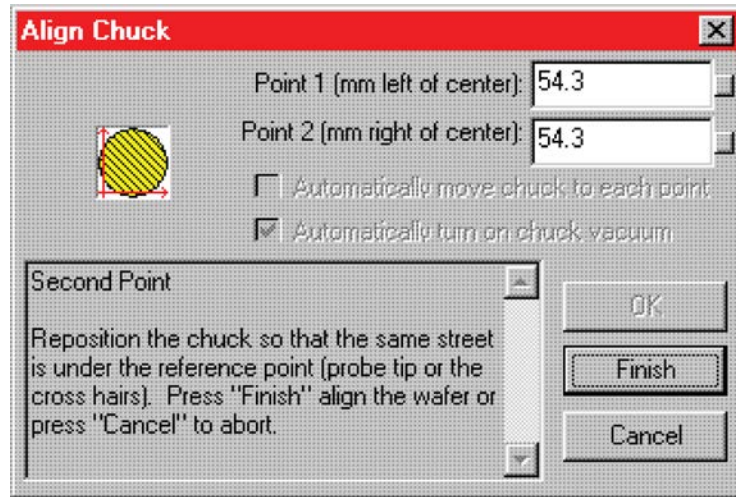 Align Chuck
Point 1 (mm left of center): 54.3
Point 2 (mm right of center): 54.3
Automatically move chuck to each point
Automatically turn on chuck vacuum
Second Point
Reposition the chuck so that the same street
is under the reference point (probe tip or the
cross hairs).  Press "Finish" align the wafer or
press "Cancel" to abort.
OK
Finish
Cancel